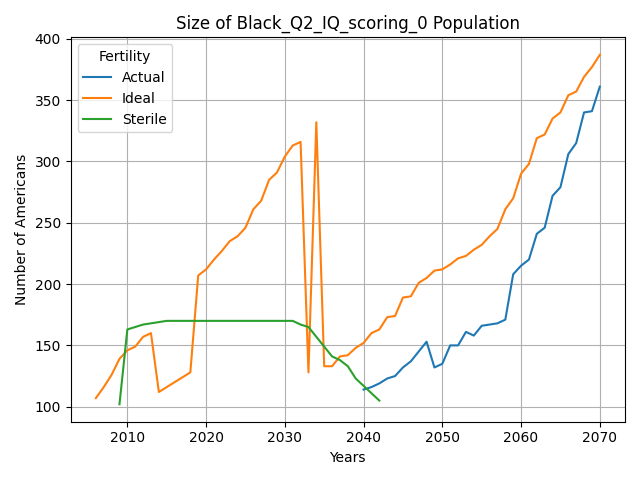 Size of Black_Q2_IQ_scoring_0 Population
Fertility
Actual
Ideal
Sterile
Number of Americans
400
350
300
250
200
150
100
2010 2020 2030 2040 2050 2060 2070
Years